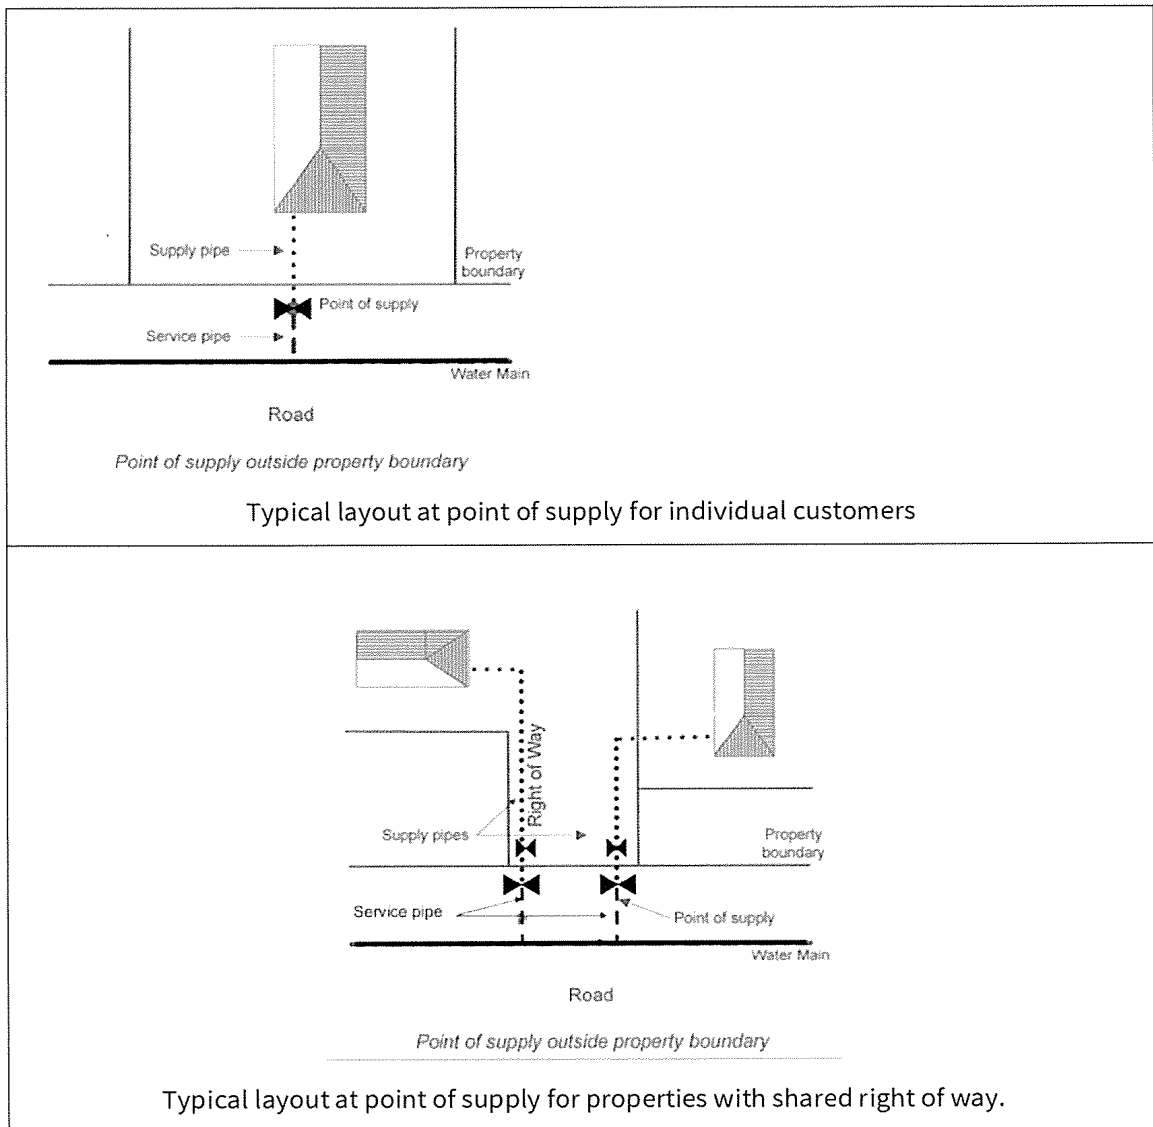 Supply pipe
Property
boundary
Point of supply
Service pipe
Water Main
Road
Point of supply outside property boundary
Typical layout at point of supply for individual customers
Right of Way
Supply pipes
Property
boundary
Service pipe
Point of supply
Water Main
Road
Point of supply outside property boundary
Typical layout at point of supply for properties with shared right of way.